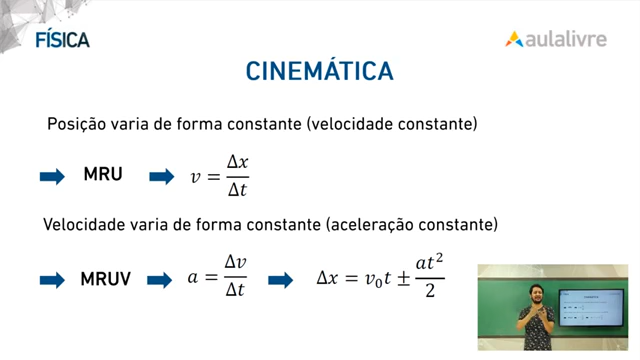 FÍSICA
aulalivre
CINEMÁTICA
Posição varia de forma constante (velocidade constante)
MRU v = Δx/Δt
Velocidade varia de forma constante (aceleração constante)
MRUV a = Δv/Δt Δx = v₀t ± at²/2